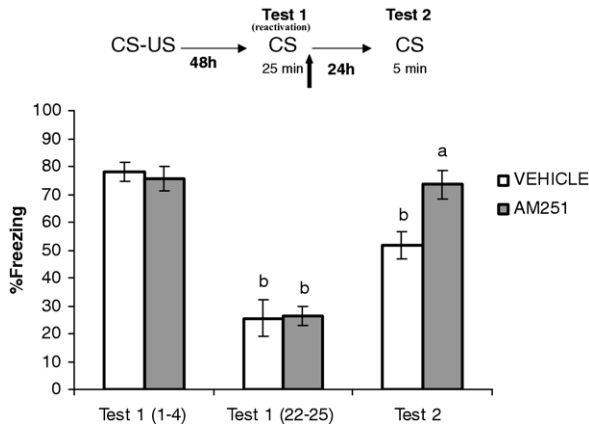 Test 1 Test 2
(reactivation)
CS-US 48h CS 24h CS
25 min 5 min
100
90
80
70
60
50
40
30
20
10
0
%Freezing
b b b a
VEHICLE
AM251
Test 1 (1-4) Test 1 (22-25) Test 2